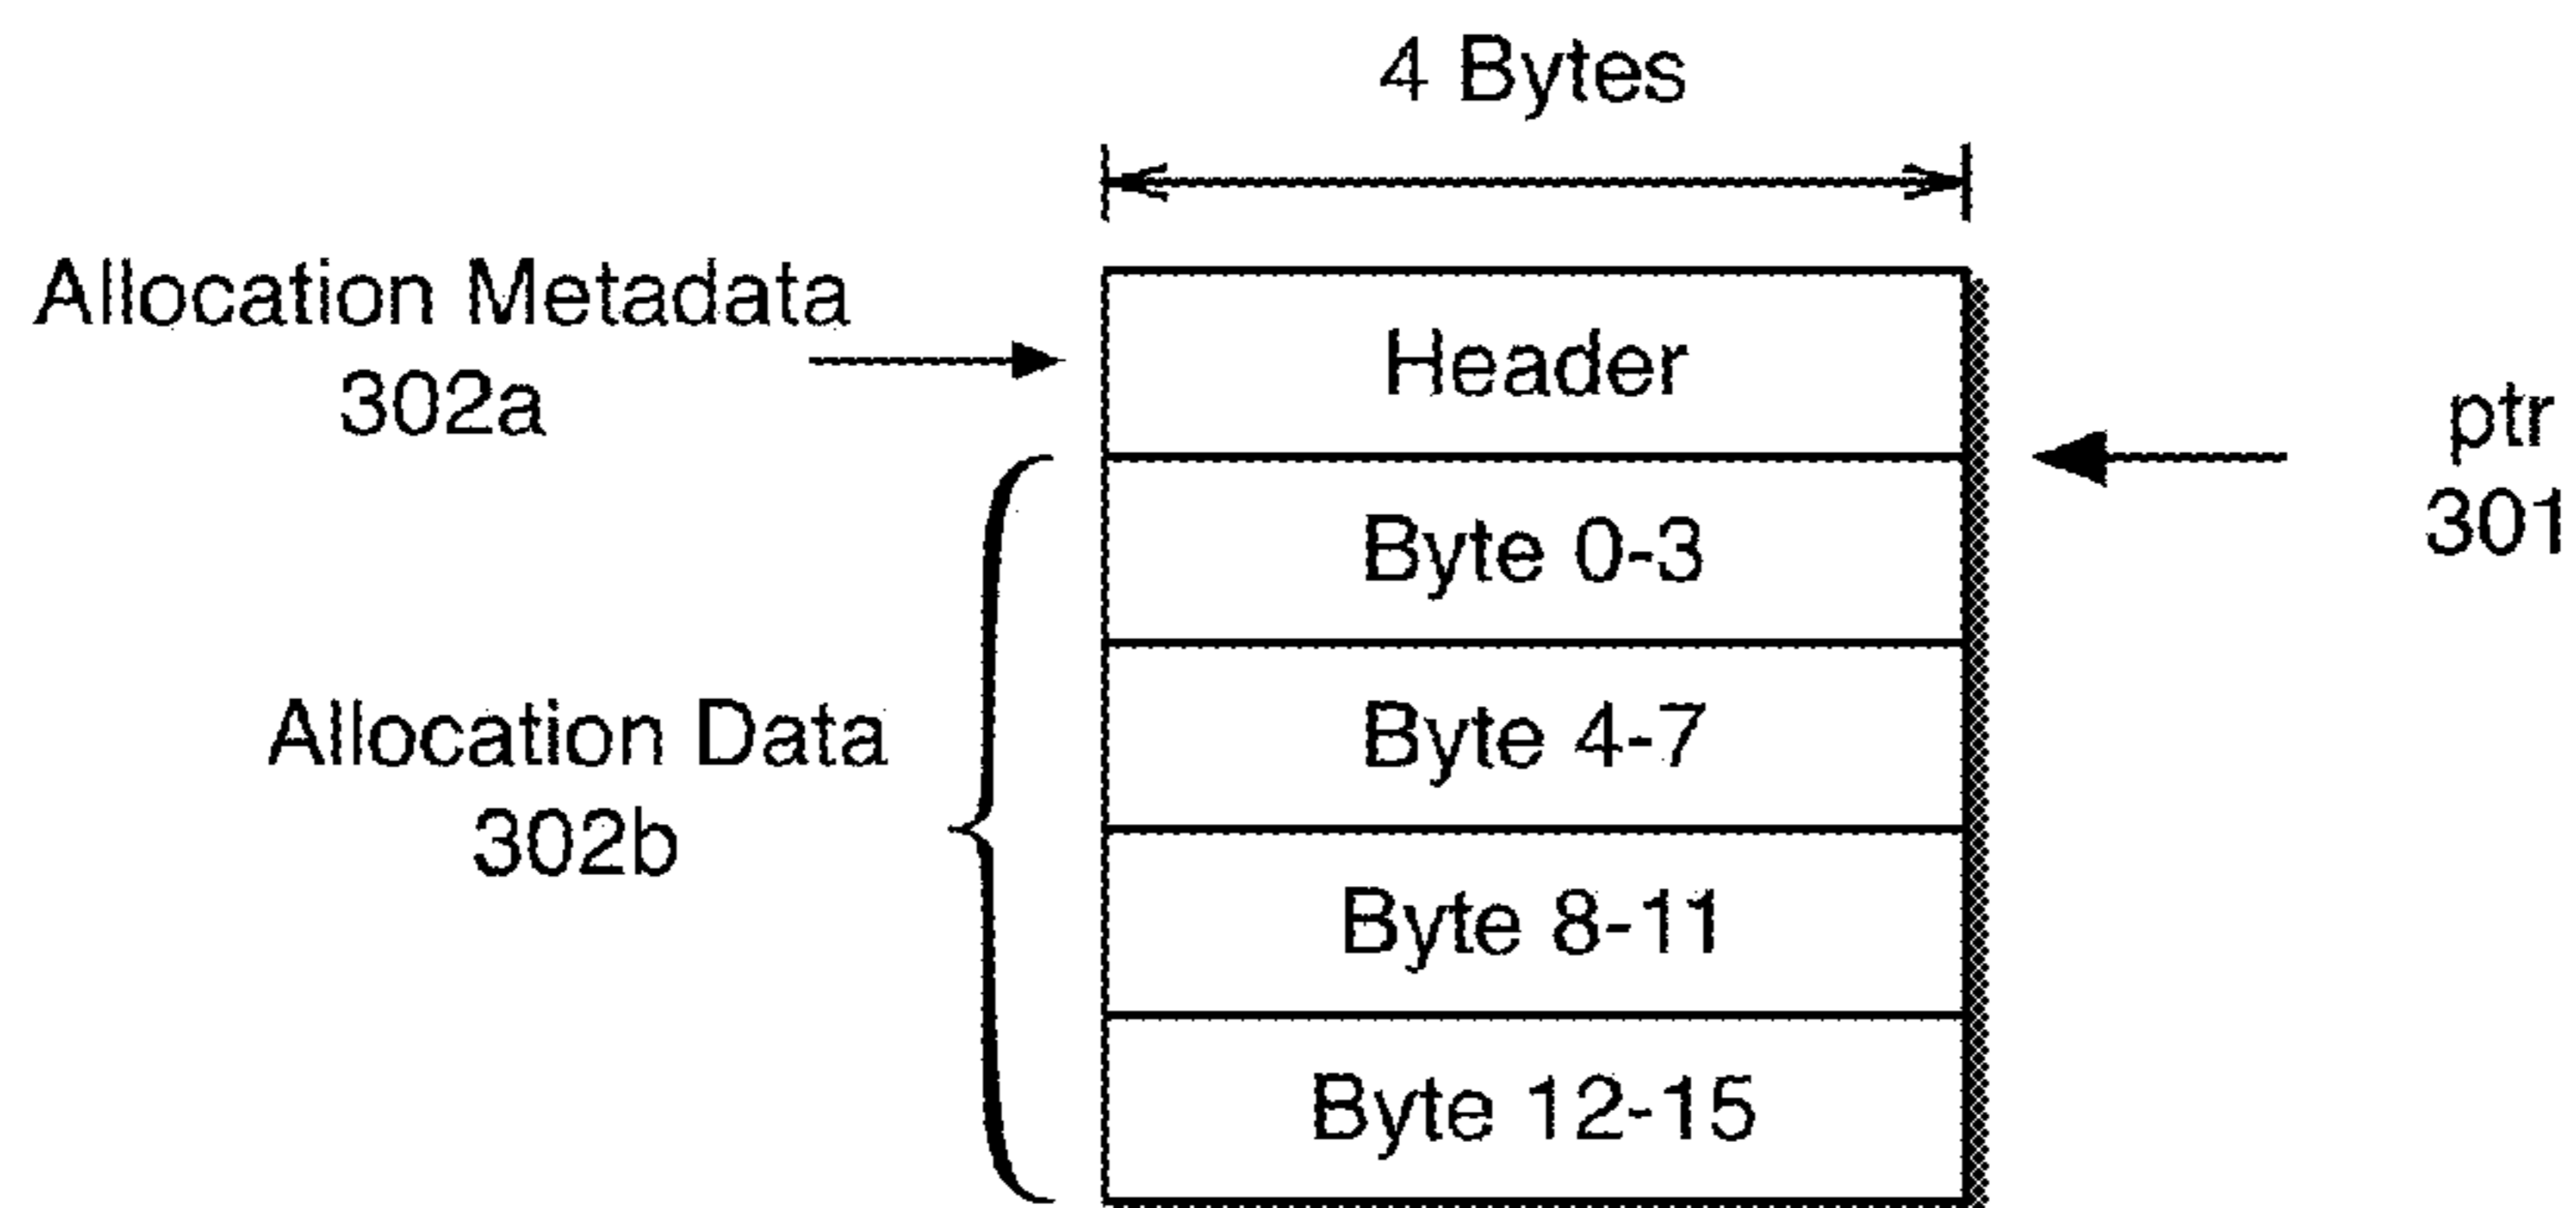 4 Bytes
Allocation Metadata
302a
Header
ptr
301
Byte 0-3
Byte 4-7
Allocation Data
302b
Byte 8-11
Byte 12-15